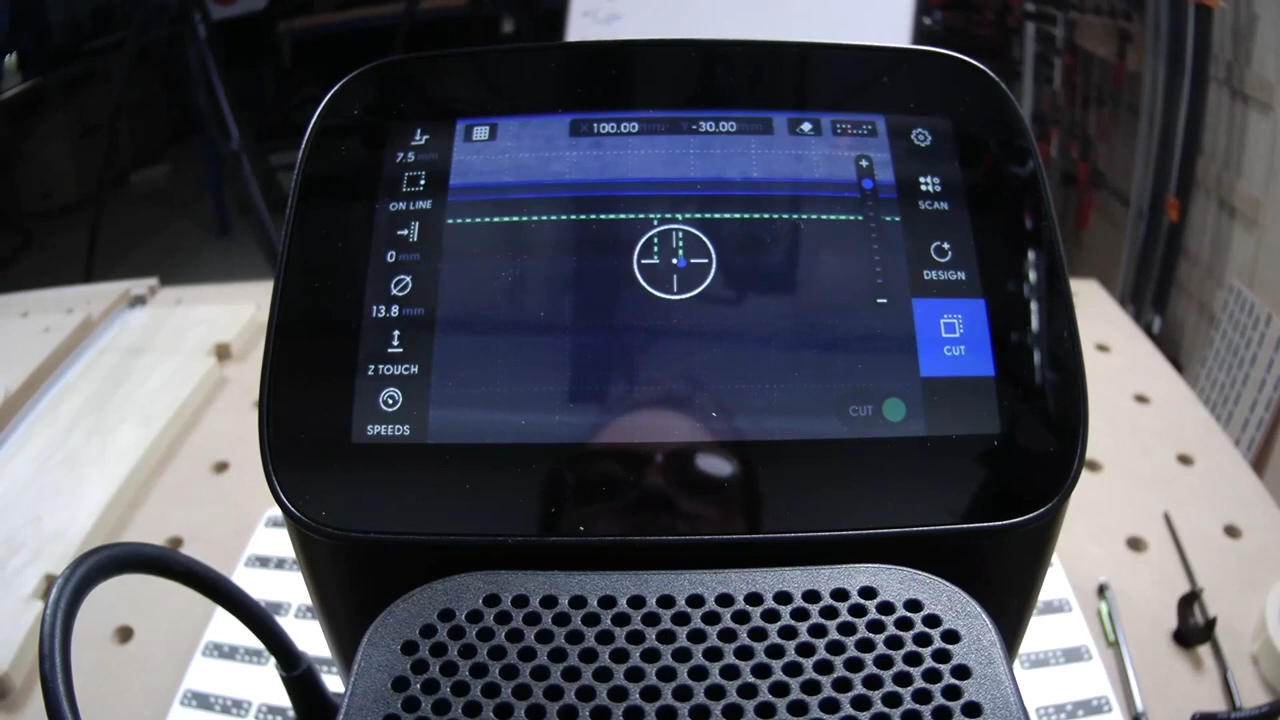 X 100.00 mm Y -30.00 mm
7.5 mm
ON LINE
0 mm
13.8 mm
Z TOUCH
SPEEDS
+
−
SCAN
DESIGN
CUT
CUT